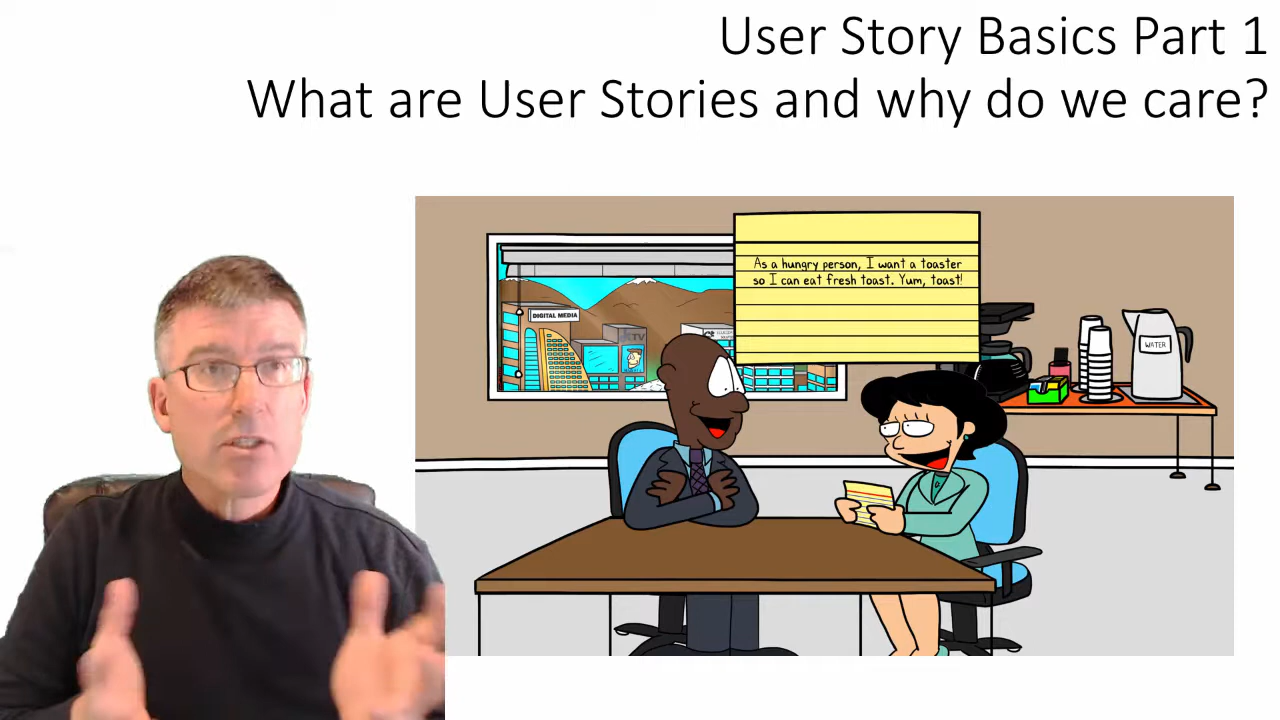 User Story Basics Part 1
What are User Stories and why do we care?
As a hungry person, I want a toaster
so I can eat fresh toast. Yum, toast!
DIGITAL MEDIA
KTV
WATER